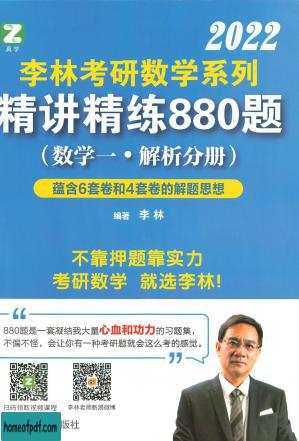 真学
2022
李林考研数学系列
精讲精练880题
（数学一·解析分册）
蕴含6套卷和4套卷的解题思想
编著 李林
不靠押题靠实力
考研数学 就选李林!
880题是一套凝结我大量心血和功力的习题集，
不偏不怪，会让你有一种考研题就会这么考的感觉。
扫码领取视频课程
李林老师新浪微博
版社
homeofpdf.com